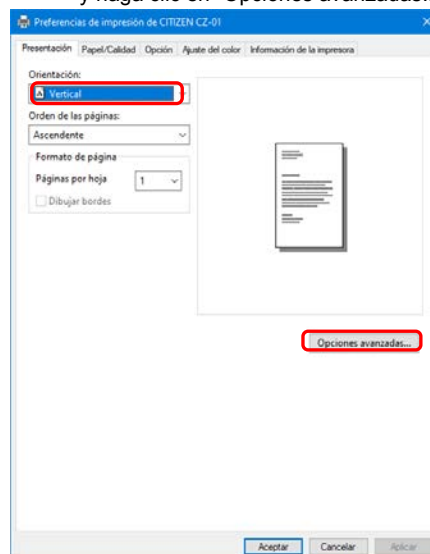 y haga clic en "Opciones avanzadas.
Preferencias de impresión de CITIZEN CZ-01
Presentación Papel/Calidad Opción Ajuste del color Información de la impresora
Orientación:
A Vertical
Orden de las páginas:
Ascendente
Formato de página
Páginas por hoja 1
Dibujar bordes
Opciones avanzadas...
Aceptar Cancelar Aplicar